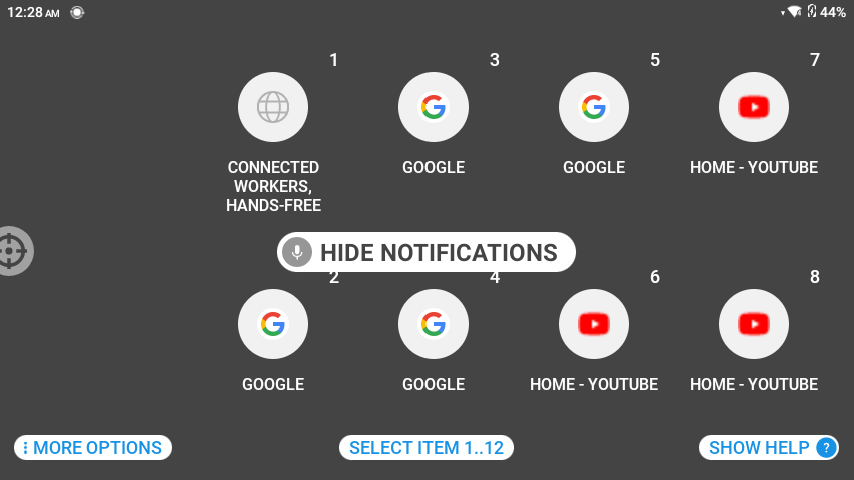 12:28 AM
44%
1
3
5
7
CONNECTED
WORKERS,
HANDS-FREE
GOOGLE
GOOGLE
HOME - YOUTUBE
HIDE NOTIFICATIONS
2
4
6
8
GOOGLE
GOOGLE
HOME - YOUTUBE
HOME - YOUTUBE
MORE OPTIONS
SELECT ITEM 1..12
SHOW HELP ?